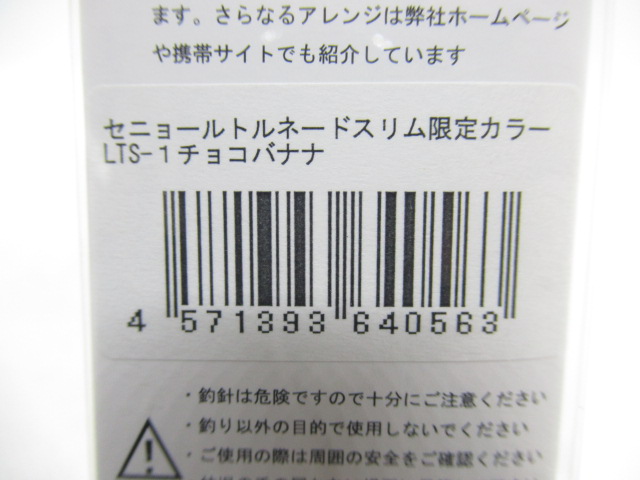 ます。さらなるアレンジは弊社ホームページ
や携帯サイトでも紹介しています
セニョールトルネードスリム限定カラー
LTS-1チョコバナナ
4 571393 640563
・釣針は危険ですので十分にご注意ください
・釣り以外の目的で使用しないでください
・ご使用の際は周囲の安全をご確認ください